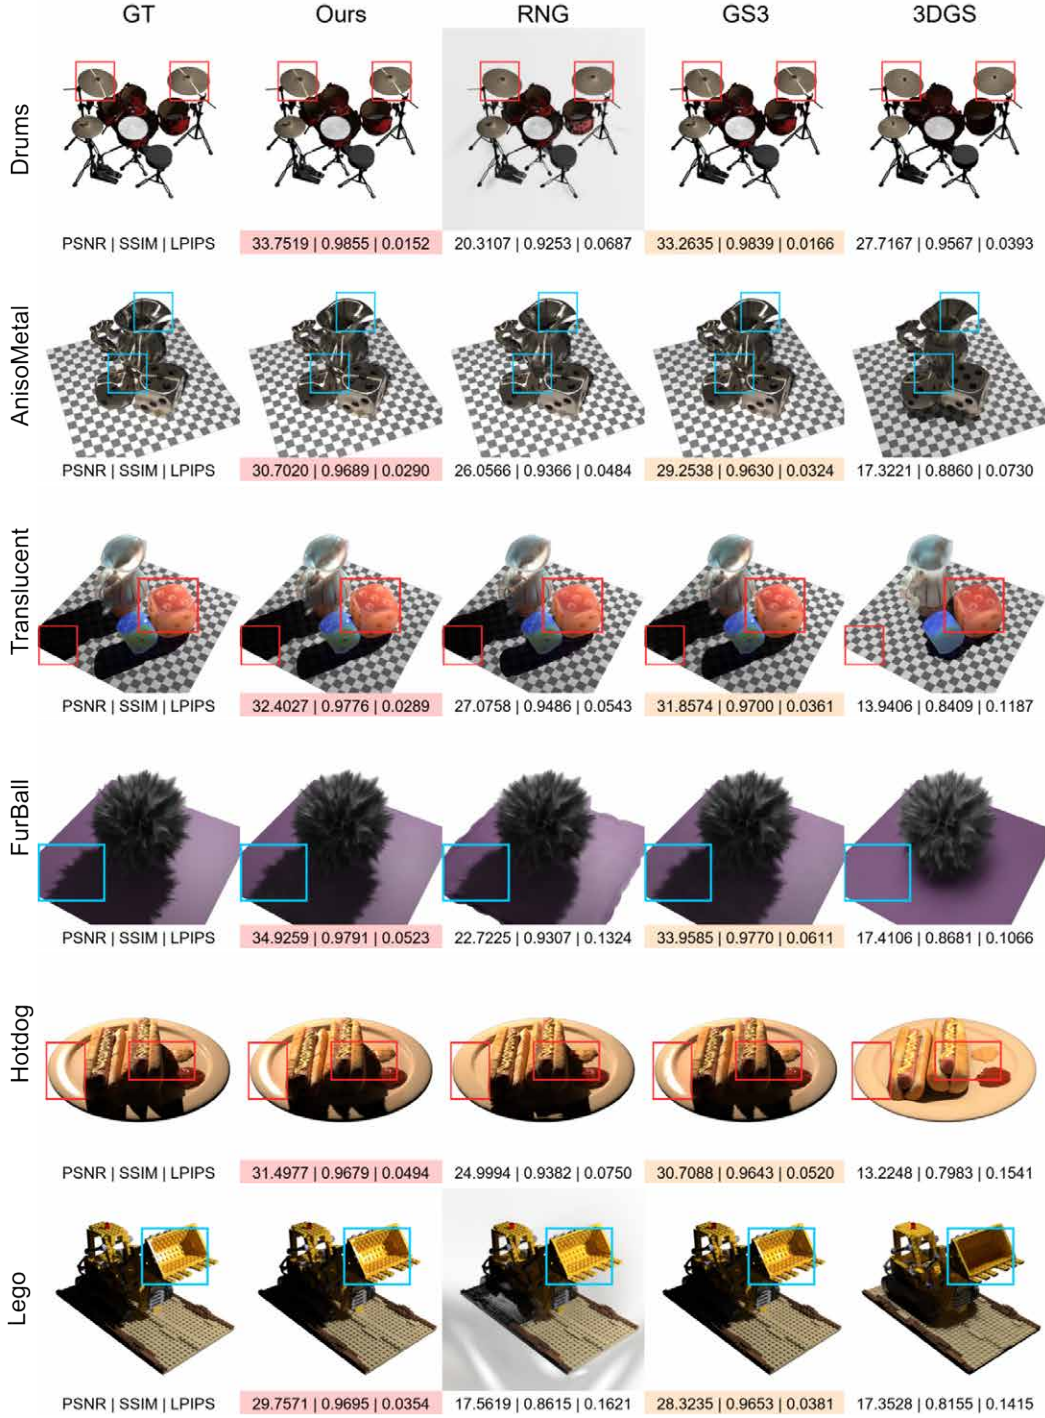 GT Ours RNG GS3 3DGS
Drums
PSNR | SSIM | LPIPS 33.7519 | 0.9855 | 0.0152 20.3107 | 0.9253 | 0.0687 33.2635 | 0.9839 | 0.0166 27.7167 | 0.9567 | 0.0393
AnisoMetal
PSNR | SSIM | LPIPS 30.7020 | 0.9689 | 0.0290 26.0566 | 0.9366 | 0.0484 29.2538 | 0.9630 | 0.0324 17.3221 | 0.8860 | 0.0730
Translucent
PSNR | SSIM | LPIPS 32.4027 | 0.9776 | 0.0289 27.0758 | 0.9486 | 0.0543 31.8574 | 0.9700 | 0.0361 13.9406 | 0.8409 | 0.1187
FurBall
PSNR | SSIM | LPIPS 34.9259 | 0.9791 | 0.0523 22.7225 | 0.9307 | 0.1324 33.9585 | 0.9770 | 0.0611 17.4106 | 0.8681 | 0.1066
Hotdog
PSNR | SSIM | LPIPS 31.4977 | 0.9679 | 0.0494 24.9994 | 0.9382 | 0.0750 30.7088 | 0.9643 | 0.0520 13.2248 | 0.7983 | 0.1541
Lego
PSNR | SSIM | LPIPS 29.7571 | 0.9695 | 0.0354 17.5619 | 0.8615 | 0.1621 28.3235 | 0.9653 | 0.0381 17.3528 | 0.8155 | 0.1415